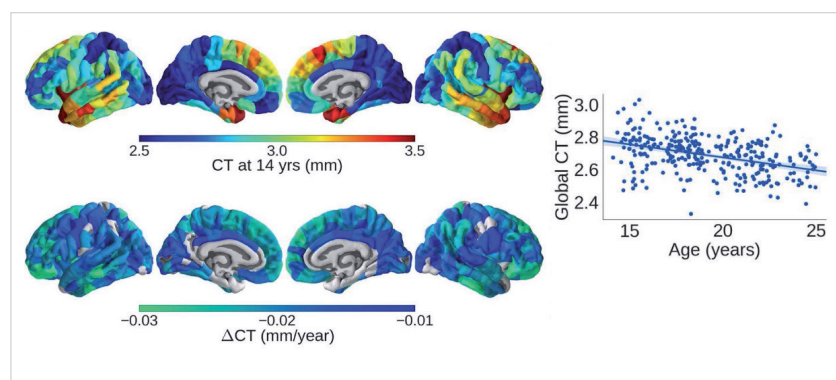 2.5 3.0 3.5
CT at 14 yrs (mm)
−0.03 −0.02 −0.01
ΔCT (mm/year)
Global CT (mm)
3.0
2.8
2.6
2.4
15 20 25
Age (years)